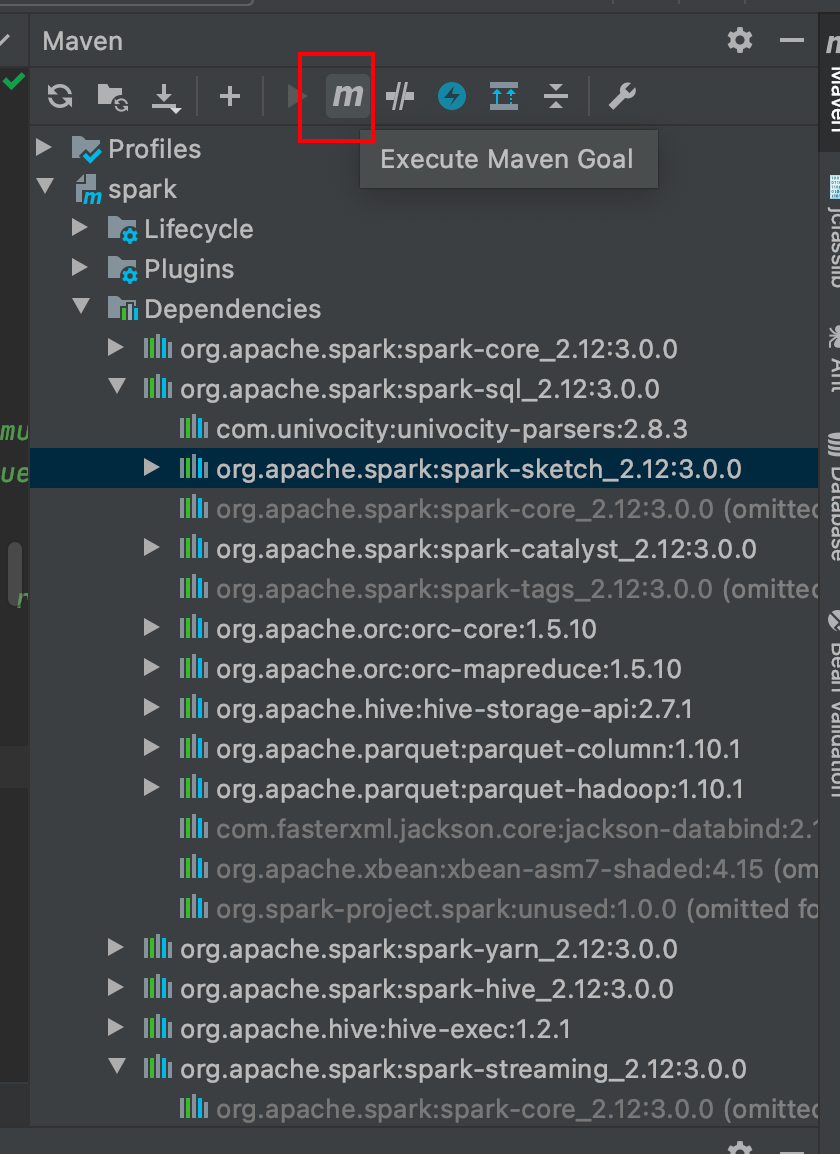 Maven
m
Execute Maven Goal
Profiles
spark
Lifecycle
Plugins
Dependencies
org.apache.spark:spark-core_2.12:3.0.0
org.apache.spark:spark-sql_2.12:3.0.0
com.univocity:univocity-parsers:2.8.3
org.apache.spark:spark-sketch_2.12:3.0.0
org.apache.spark:spark-core_2.12:3.0.0 (omitted
org.apache.spark:spark-catalyst_2.12:3.0.0
org.apache.spark:spark-tags_2.12:3.0.0 (omitted
org.apache.orc:orc-core:1.5.10
org.apache.orc:orc-mapreduce:1.5.10
org.apache.hive:hive-storage-api:2.7.1
org.apache.parquet:parquet-column:1.10.1
org.apache.parquet:parquet-hadoop:1.10.1
com.fasterxml.jackson.core:jackson-databind:2.1
org.apache.xbean:xbean-asm7-shaded:4.15 (om
org.spark-project.spark:unused:1.0.0 (omitted fo
org.apache.spark:spark-yarn_2.12:3.0.0
org.apache.spark:spark-hive_2.12:3.0.0
org.apache.hive:hive-exec:1.2.1
org.apache.spark:spark-streaming_2.12:3.0.0
org.apache.spark:spark-core_2.12:3.0.0 (omitted
mu
ue
r
Maven
jclasslib
Ant
Database
Bean Validation